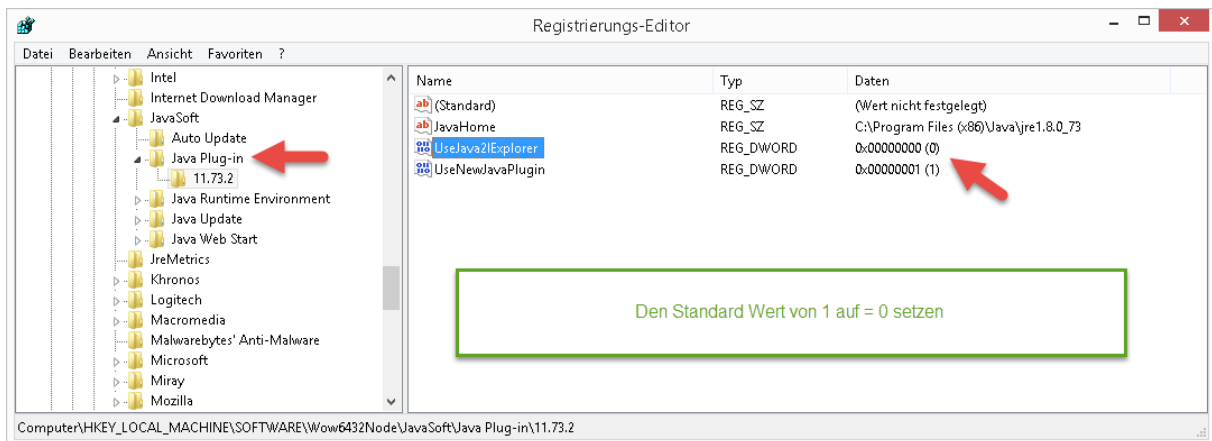 Registrierungs-Editor
Datei Bearbeiten Ansicht Favoriten ?
Intel
Internet Download Manager
JavaSoft
Auto Update
Java Plug-in
11.73.2
Java Runtime Environment
Java Update
Java Web Start
JreMetrics
Khronos
Logitech
Macromedia
Malwarebytes' Anti-Malware
Microsoft
Miray
Mozilla
Name Typ Daten
(Standard) REG_SZ (Wert nicht festgelegt)
JavaHome REG_SZ C:\Program Files (x86)\Java\jre1.8.0_73
UseJava2IExplorer REG_DWORD 0x00000000 (0)
UseNewJavaPlugin REG_DWORD 0x00000001 (1)
Den Standard Wert von 1 auf = 0 setzen
Computer\HKEY_LOCAL_MACHINE\SOFTWARE\Wow6432Node\JavaSoft\Java Plug-in\11.73.2